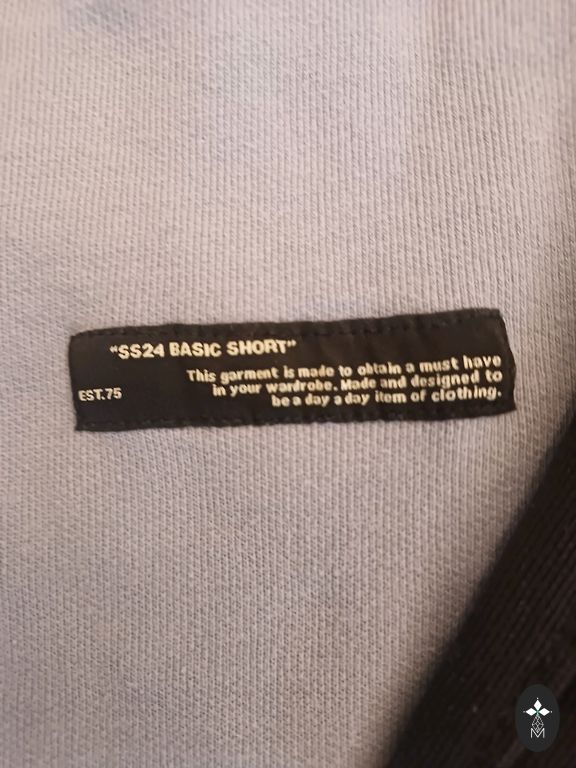 "SS24 BASIC SHORT"
EST.75
This garment is made to obtain a must have
in your wardrobe. Made and designed to
be a day a day item of clothing.
M